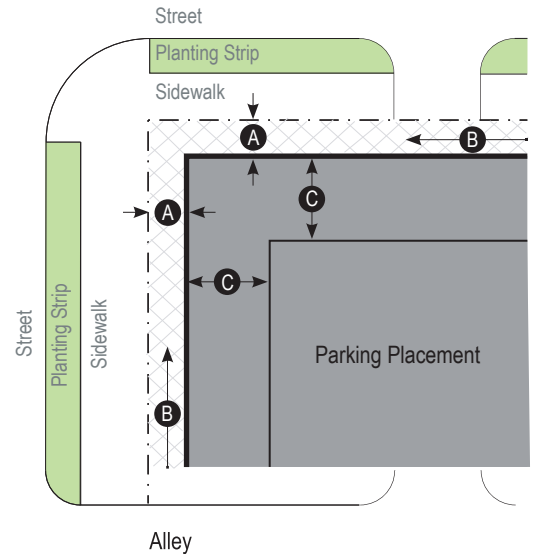 Street
Planting Strip
Sidewalk
A
B
C
A
C
Parking Placement
Street
Planting Strip
Sidewalk
B
Alley